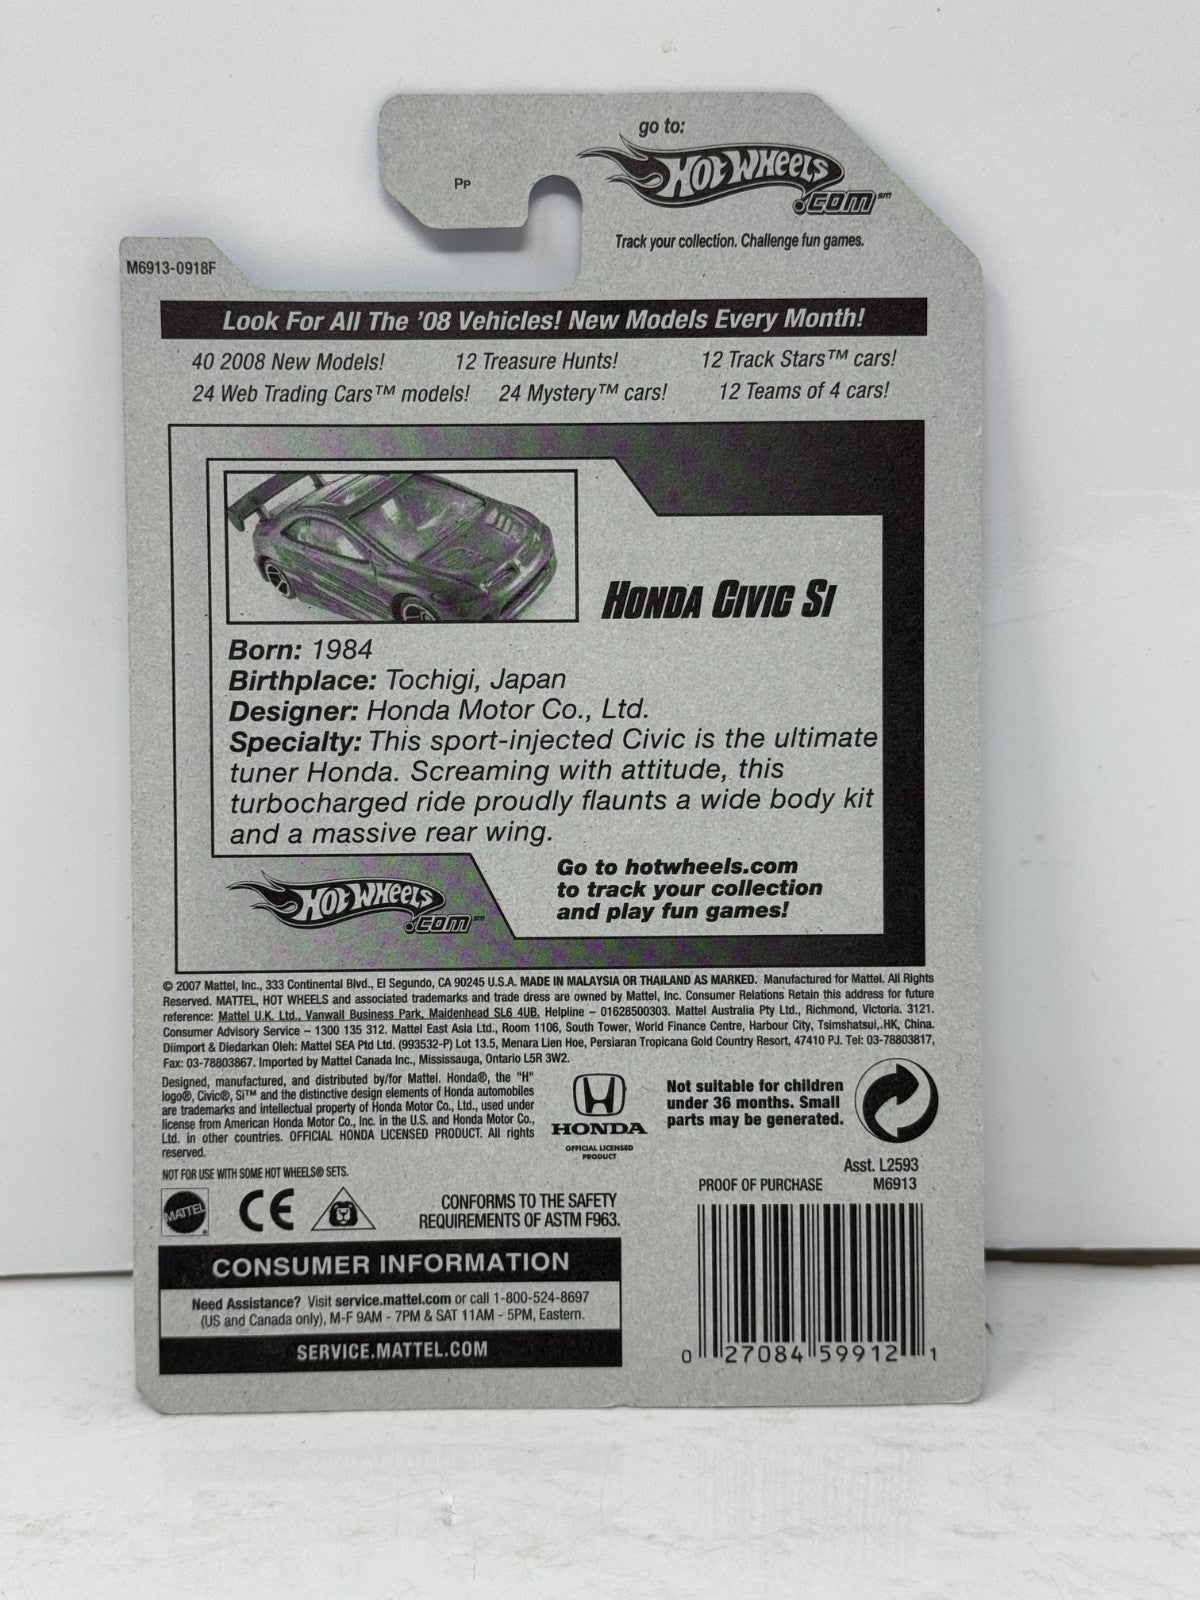 go to:
Hot Wheels
.com℠
Track your collection. Challenge fun games.
Pp
M6913-0918F
Look For All The '08 Vehicles! New Models Every Month!
40 2008 New Models! 12 Treasure Hunts! 12 Track Stars™ cars!
24 Web Trading Cars™ models! 24 Mystery™ cars! 12 Teams of 4 cars!
Honda Civic Si
Born: 1984
Birthplace: Tochigi, Japan
Designer: Honda Motor Co., Ltd.
Specialty: This sport-injected Civic is the ultimate
tuner Honda. Screaming with attitude, this
turbocharged ride proudly flaunts a wide body kit
and a massive rear wing.
Hot Wheels
.com℠
Go to hotwheels.com
to track your collection
and play fun games!
© 2007 Mattel, Inc., 333 Continental Blvd., El Segundo, CA 90245 U.S.A. MADE IN MALAYSIA OR THAILAND AS MARKED. Manufactured for Mattel. All Rights
Reserved. MATTEL, HOT WHEELS and associated trademarks and trade dress are owned by Mattel, Inc. Consumer Relations Retain this address for future
reference: Mattel U.K. Ltd., Vanwall Business Park, Maidenhead SL6 4UB. Helpline – 01628500303. Mattel Australia Pty Ltd., Richmond, Victoria. 3121.
Consumer Advisory Service – 1300 135 312. Mattel East Asia Ltd., Room 1106, South Tower, World Finance Centre, Harbour City, Tsimshatsui, HK, China.
Diimport & Diedarkan Oleh: Mattel SEA Ptd Ltd. (993532-P) Lot 13.5, Menara Lien Hoe, Persiaran Tropicana Gold Country Resort, 47410 PJ. Tel: 03-78803817,
Fax: 03-78803867. Imported by Mattel Canada Inc., Mississauga, Ontario L5R 3W2.
Designed, manufactured, and distributed by/for Mattel. Honda®, the "H"
logo®, Civic®, Si™ and the distinctive design elements of Honda automobiles
are trademarks and intellectual property of Honda Motor Co., Ltd., used under
license from American Honda Motor Co., Inc. in the U.S. and Honda Motor Co.,
Ltd. in other countries. OFFICIAL HONDA LICENSED PRODUCT. All rights
reserved.
HONDA
OFFICIAL LICENSED
PRODUCT
Not suitable for children
under 36 months. Small
parts may be generated.
NOT FOR USE WITH SOME HOT WHEELS® SETS.
MATTEL
CE
CONFORMS TO THE SAFETY
REQUIREMENTS OF ASTM F963.
Asst. L2593
PROOF OF PURCHASE M6913
CONSUMER INFORMATION
Need Assistance? Visit service.mattel.com or call 1-800-524-8697
(US and Canada only), M-F 9AM - 7PM & SAT 11AM - 5PM, Eastern.
SERVICE.MATTEL.COM
0 27084 59912 1